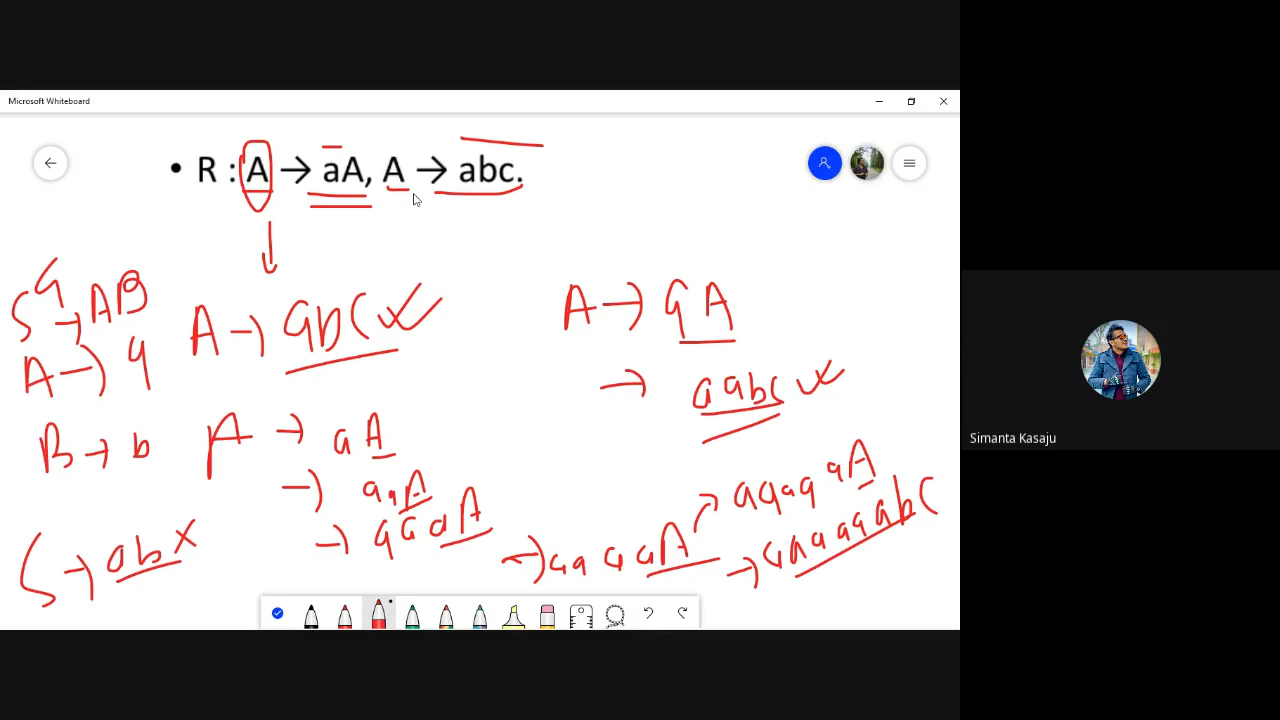 Microsoft Whiteboard
• R : A → aA, A → abc.
S → AB
A → a
B → b
S → ab X
A → abc ✓
A → aA
→ aaA
→ aaaA
→ aaaaA
→ aaaaaA
→ aaaaaabc
A → aA
→ aabc ✓
Simanta Kasaju